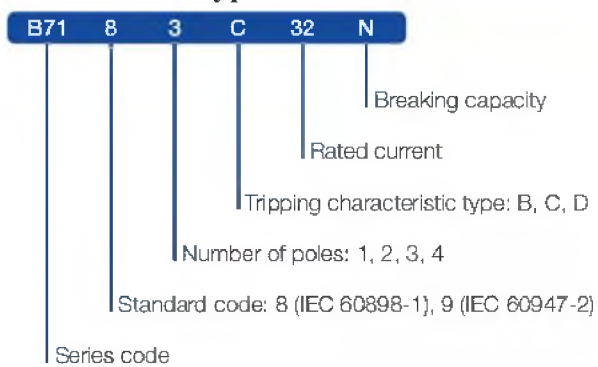 B71 8 3 C 32 N
Breaking capacity
Rated current
Tripping characteristic type: B, C, D
Number of poles: 1, 2, 3, 4
Standard code: 8 (IEC 60898-1), 9 (IEC 60947-2)
Series code